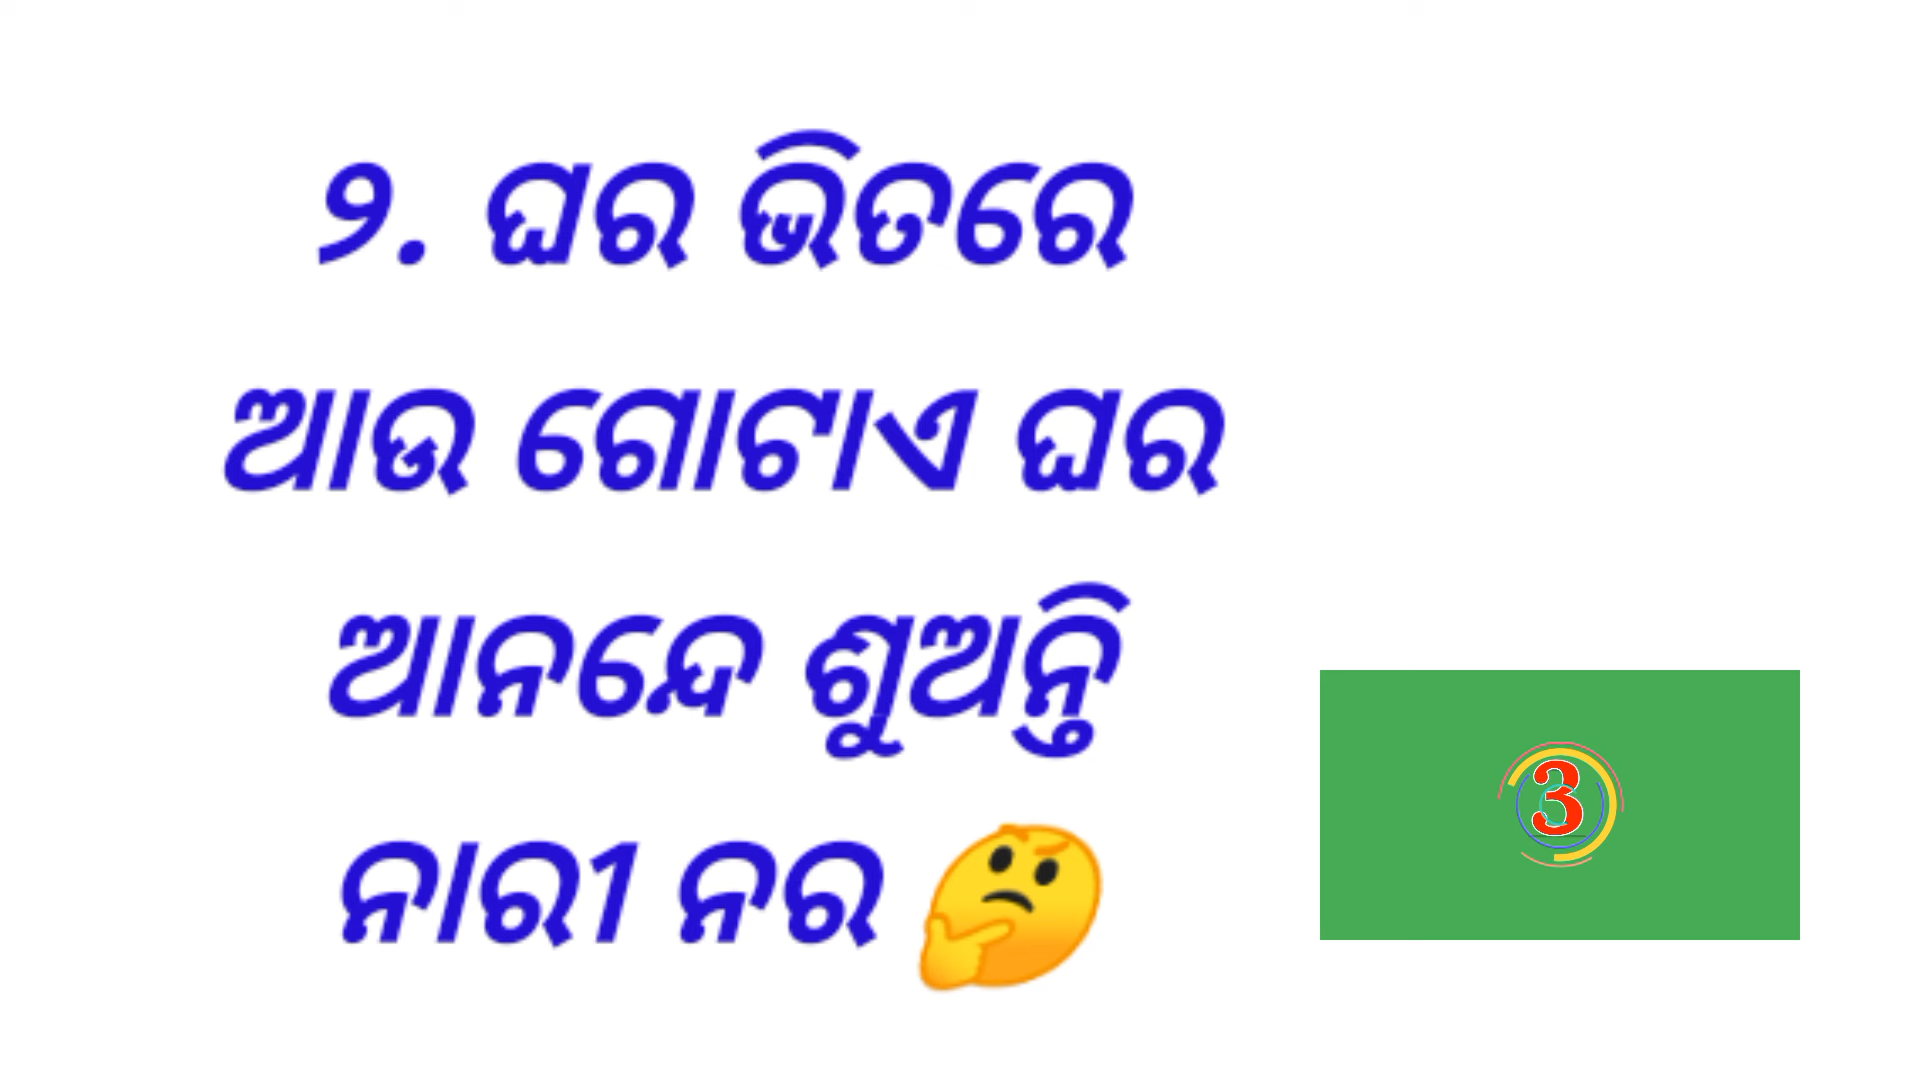 ୨. ଘର ଭିତରେ
ଆଉ ଗୋଟାଏ ଘର
ଆନନ୍ଦେ ଶୁଅନ୍ତି
ନାରୀ ନର 🤔
3